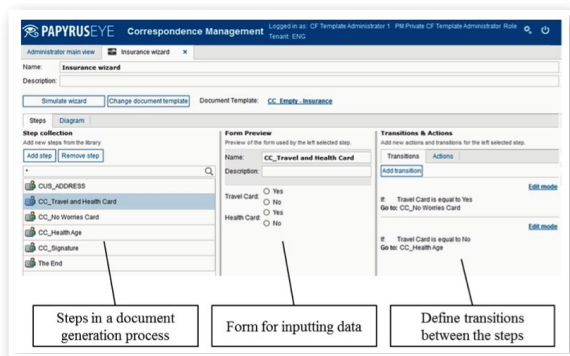 PAPYRUSEYE Correspondence Management
Logged in as: CF Template Administrator 1 PM Private CF Template Administrator Role
Tenant: ENG
Administrator main view Insurance wizard ×
Name: Insurance wizard
Description:
Simulate wizard Change document template Document Template: CC_Empty - Insurance
Steps Diagram
Step collection
Add new steps from the library.
Add step Remove step
*
CUS_ADDRESS
CC_Travel and Health Card
CC_No Worries Card
CC_Health Age
CC_Signature
The End
Form Preview
Preview of the form used by the left selected step.
Name: CC_Travel and Health Card
Description:
Travel Card: Yes
No
Health Card: Yes
No
Transitions & Actions
Add new actions and transitions for the left selected step.
Transitions Actions
Add transition
Edit mode
If: Travel Card is equal to Yes
Go to: CC_No Worries Card
Edit mode
If: Travel Card is equal to No
Go to: CC_Health Age
Steps in a document
generation process
Form for inputting data
Define transitions
between the steps